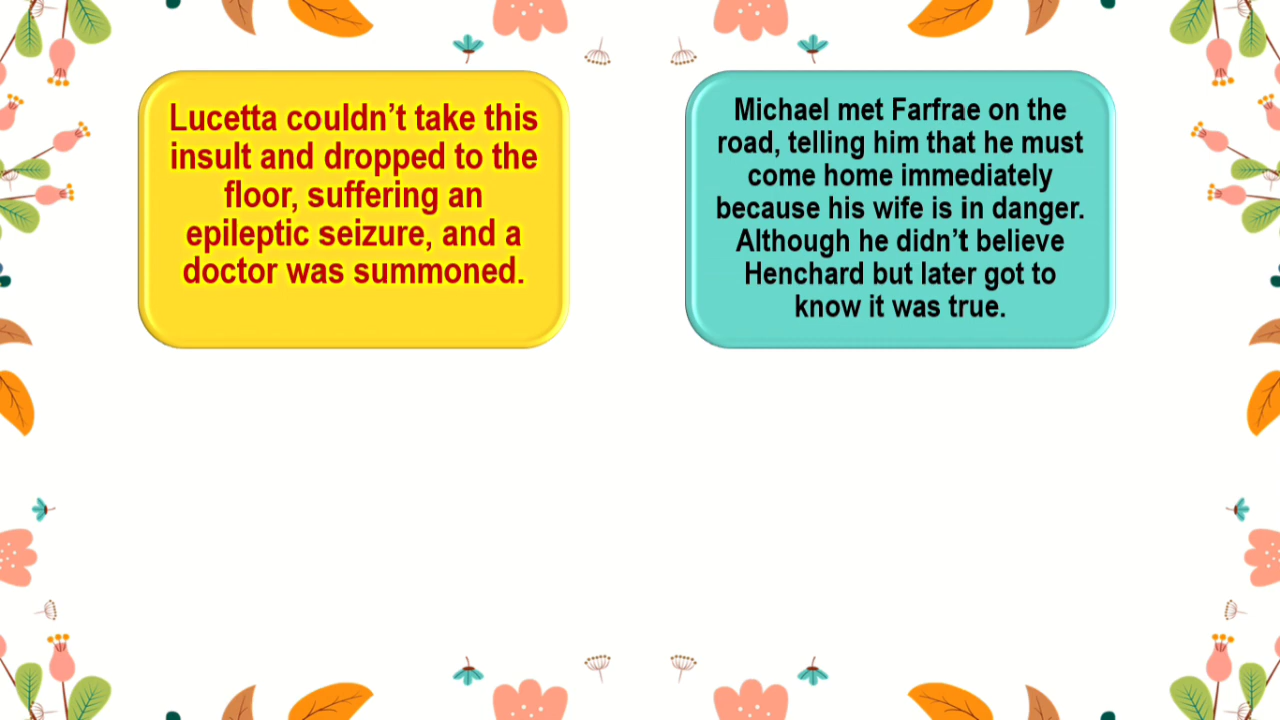 Lucetta couldn’t take this
insult and dropped to the
floor, suffering an
epileptic seizure, and a
doctor was summoned.
Michael met Farfrae on the
road, telling him that he must
come home immediately
because his wife is in danger.
Although he didn’t believe
Henchard but later got to
know it was true.